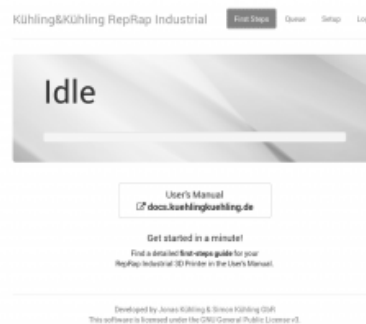 Kühling&Kühling RepRap Industrial
First Steps
Queue
Setup
Idle
User's Manual
docs.kuehlingkuehling.de
Get started in a minute!
Find a detailed first-steps guide for your
RepRap Industrial 3D Printer in the User's Manual.
Developed by Jonas Kühling & Simon Kühling GbR
This software is licensed under the GNU General Public License v3.